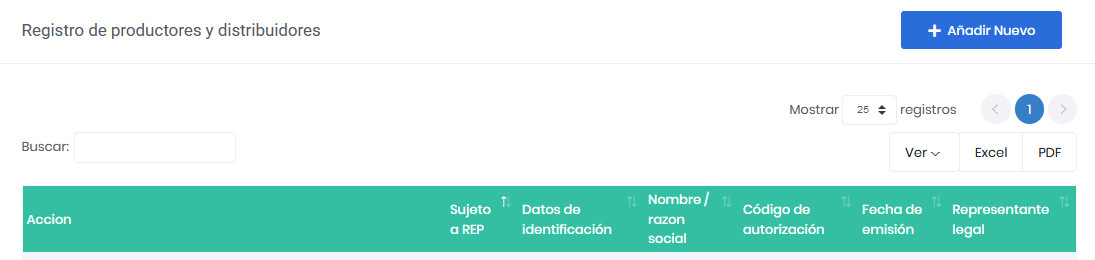 Registro de productores y distribuidores
Añadir Nuevo
Mostrar 25 registros 1
Buscar:
Ver Excel PDF
Accion
Sujeto
a REP
Datos de
identificación
Nombre /
razon
social
Código de
autorización
Fecha de
emisión
Representante
legal